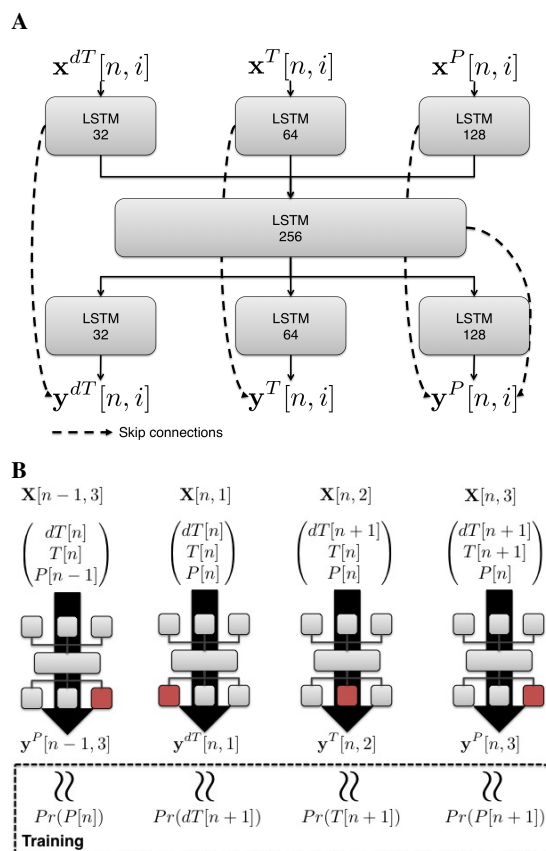 A
x^{dT}[n, i] x^T[n, i] x^P[n, i]
LSTM LSTM LSTM
32 64 128
LSTM
256
LSTM LSTM LSTM
32 64 128
y^{dT}[n, i] y^T[n, i] y^P[n, i]
Skip connections
B
X[n − 1, 3] X[n, 1] X[n, 2] X[n, 3]
dT[n] dT[n] dT[n + 1] dT[n + 1]
T[n] T[n] T[n] T[n + 1]
P[n − 1] P[n] P[n] P[n]
y^P[n − 1, 3] y^{dT}[n, 1] y^T[n, 2] y^P[n, 3]
Pr(P[n]) Pr(dT[n + 1]) Pr(T[n + 1]) Pr(P[n + 1])
Training